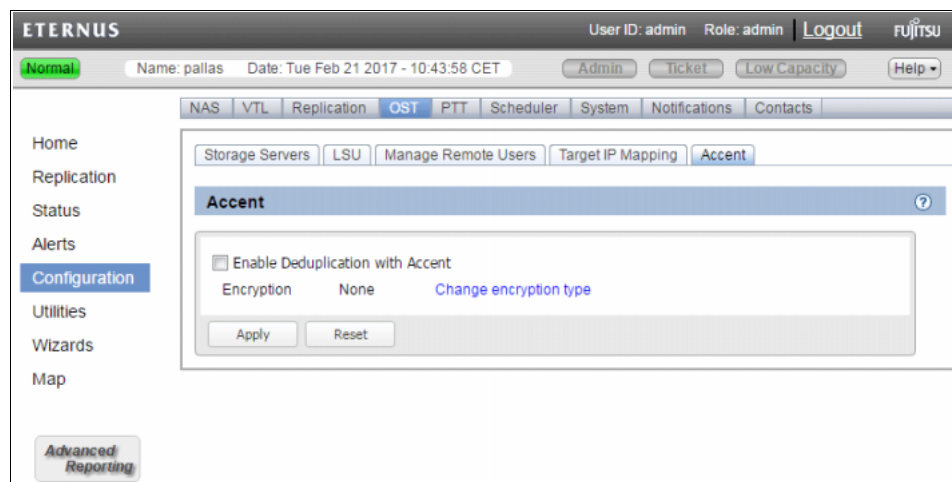 ETERNUS User ID: admin Role: admin Logout FUJITSU
Normal Name: pallas Date: Tue Feb 21 2017 - 10:43:58 CET Admin Ticket Low Capacity Help
NAS VTL Replication OST PTT Scheduler System Notifications Contacts
Home
Replication
Status
Alerts
Configuration
Utilities
Wizards
Map
Advanced
Reporting
Storage Servers LSU Manage Remote Users Target IP Mapping Accent
Accent ?
Enable Deduplication with Accent
Encryption None Change encryption type
Apply Reset